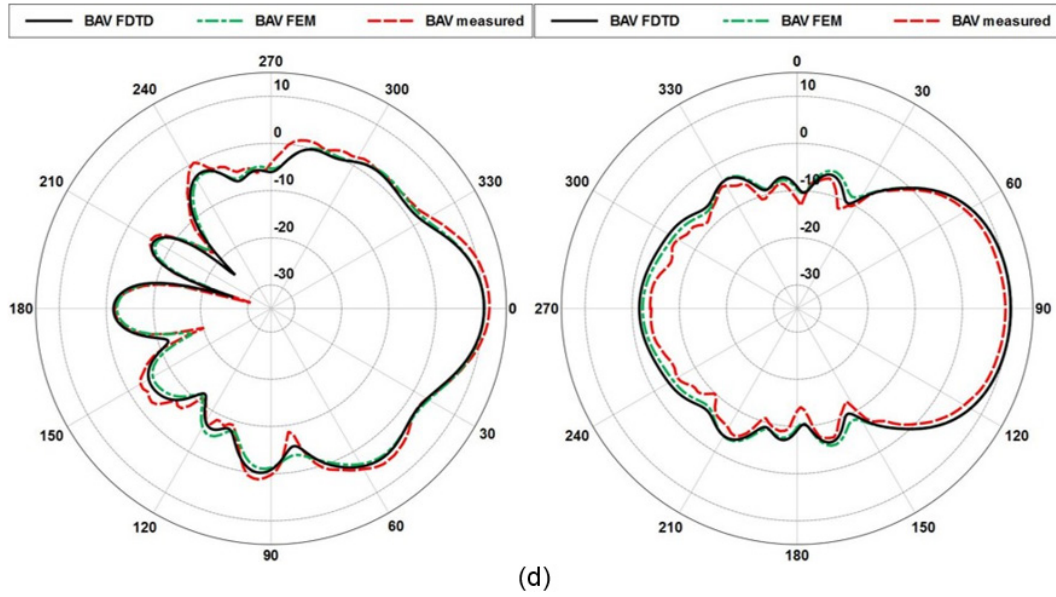 BAV FDTD BAV FEM BAV measured BAV FDTD BAV FEM BAV measured
270 0
240 10 300 330 10 30
0 0
210 -10 330 300 -10 60
-20 -20
-30 -30
180 0 270 90
150 30 240 120
120 60 210 150
90 180
(d)